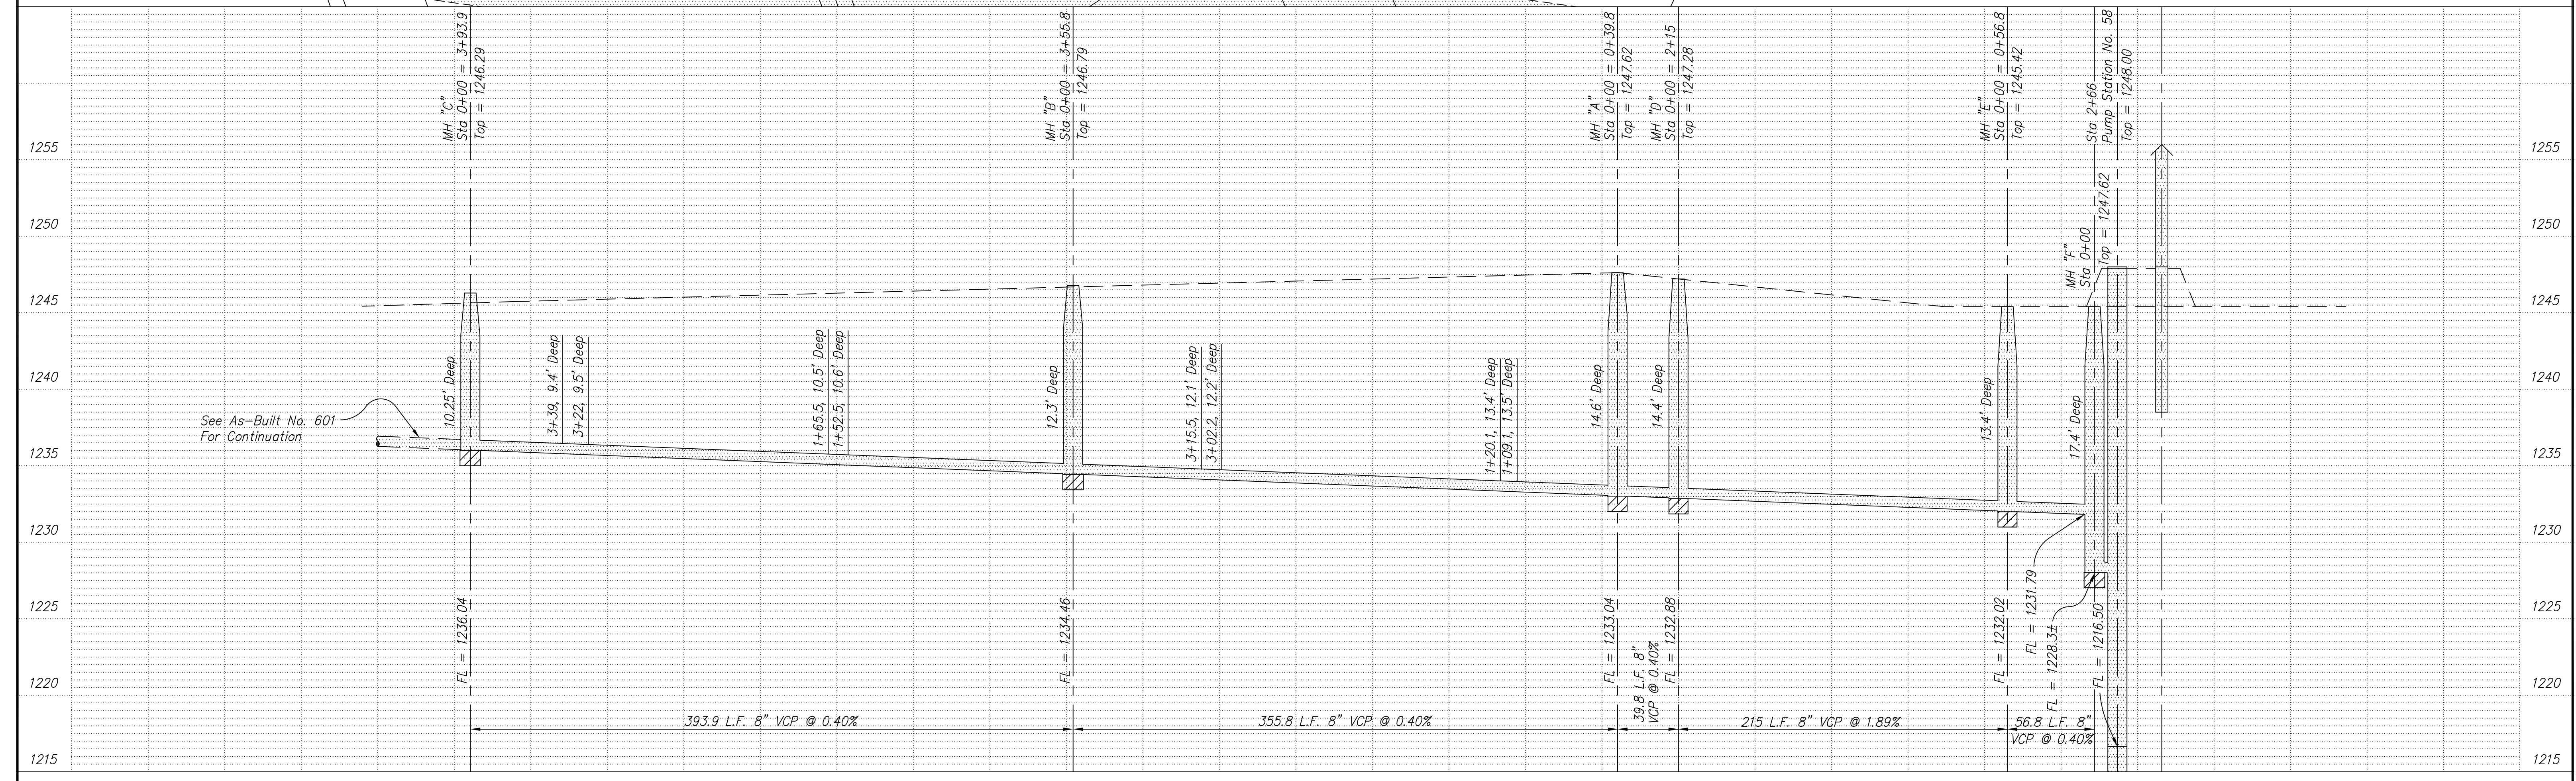 MH "C"
Sta 0+00 = 3+93.9
Top = 1246.29
MH "B"
Sta 0+00 = 3+55.8
Top = 1246.79
MH "A"
Sta 0+00 = 0+39.8
Top = 1247.62
MH "D"
Sta 0+00 = 2+15
Top = 1247.28
MH "E"
Sta 0+00 = 0+56.8
Top = 1245.42
Sta 2+66
Pump Station No. 58
Top = 1248.00
MH "F"
Sta 0+00
Top = 1247.62
1255
1255
1250
1250
1245
1245
1240
1240
1235
1235
1230
1230
1225
1225
1220
1220
1215
1215
See As-Built No. 601
For Continuation
10.25' Deep
3+39, 9.4' Deep
3+22, 9.5' Deep
1+65.5, 10.5' Deep
1+52.5, 10.6' Deep
12.3' Deep
3+15.5, 12.1' Deep
3+02.2, 12.2' Deep
1+20.1, 13.4' Deep
1+09.1, 13.5' Deep
14.6' Deep
14.4' Deep
13.4' Deep
17.4' Deep
FL = 1236.04
FL = 1234.46
FL = 1233.04
39.8 L.F. 8"
VCP @ 0.40%
FL = 1232.88
FL = 1232.02
FL = 1231.79
FL = 1228.3±
FL = 1216.50
393.9 L.F. 8" VCP @ 0.40%
355.8 L.F. 8" VCP @ 0.40%
215 L.F. 8" VCP @ 1.89%
56.8 L.F. 8"
VCP @ 0.40%